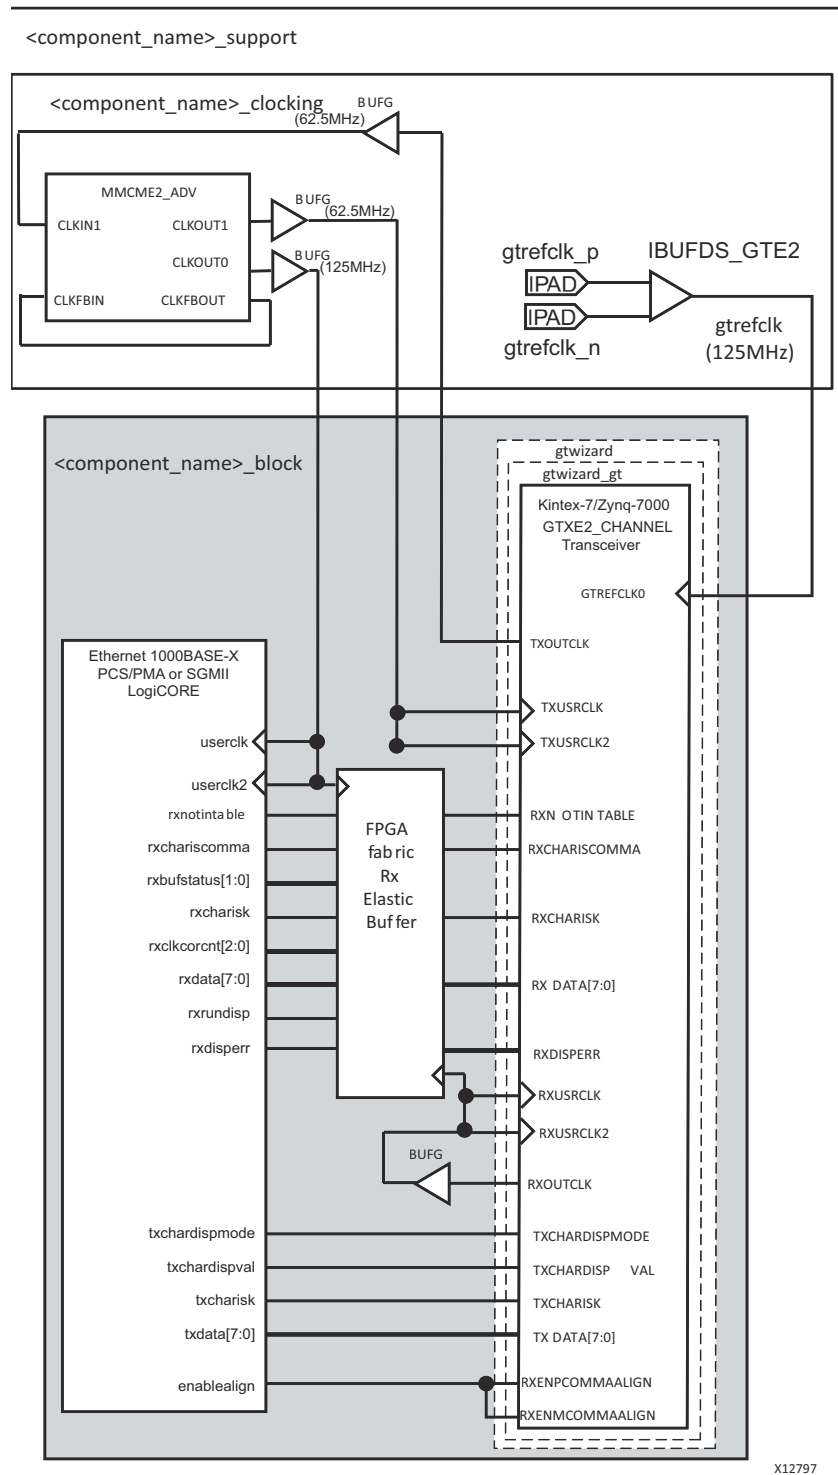 <component_name>_support
<component_name>_clocking
BUFG
(62.5MHz)
MMCME2_ADV
CLKIN1
CLKOUT1
CLKOUT0
CLKFBIN
CLKFBOUT
BUFG
(62.5MHz)
BUFG
(125MHz)
gtrefclk_p
IPAD
IPAD
gtrefclk_n
IBUFDS_GTE2
gtrefclk
(125MHz)
<component_name>_block
gtwizard
gtwizard_gt
Kintex-7/Zynq-7000
GTXE2_CHANNEL
Transceiver
GTREFCLK0
TXOUTCLK
TXUSRCLK
TXUSRCLK2
Ethernet 1000BASE-X
PCS/PMA or SGMII
LogiCORE
userclk
userclk2
rxnotintable
rxchariscomma
rxbufstatus[1:0]
rxcharisk
rxclkcorcnt[2:0]
rxdata[7:0]
rxrundisp
rxdisperr
FPGA
fabric
Rx
Elastic
Buffer
RXN OTIN TABLE
RXCHARISCOMMA
RXCHARISK
RX DATA[7:0]
RXDISPERR
RXUSRCLK
RXUSRCLK2
BUFG
RXOUTCLK
txchardispmode
txchardispval
txcharisk
txdata[7:0]
enablealign
TXCHARDISPMODE
TXCHARDISP VAL
TXCHARISK
TX DATA[7:0]
RXENPCOMMAALIGN
RXENMCOMMAALIGN
X12797